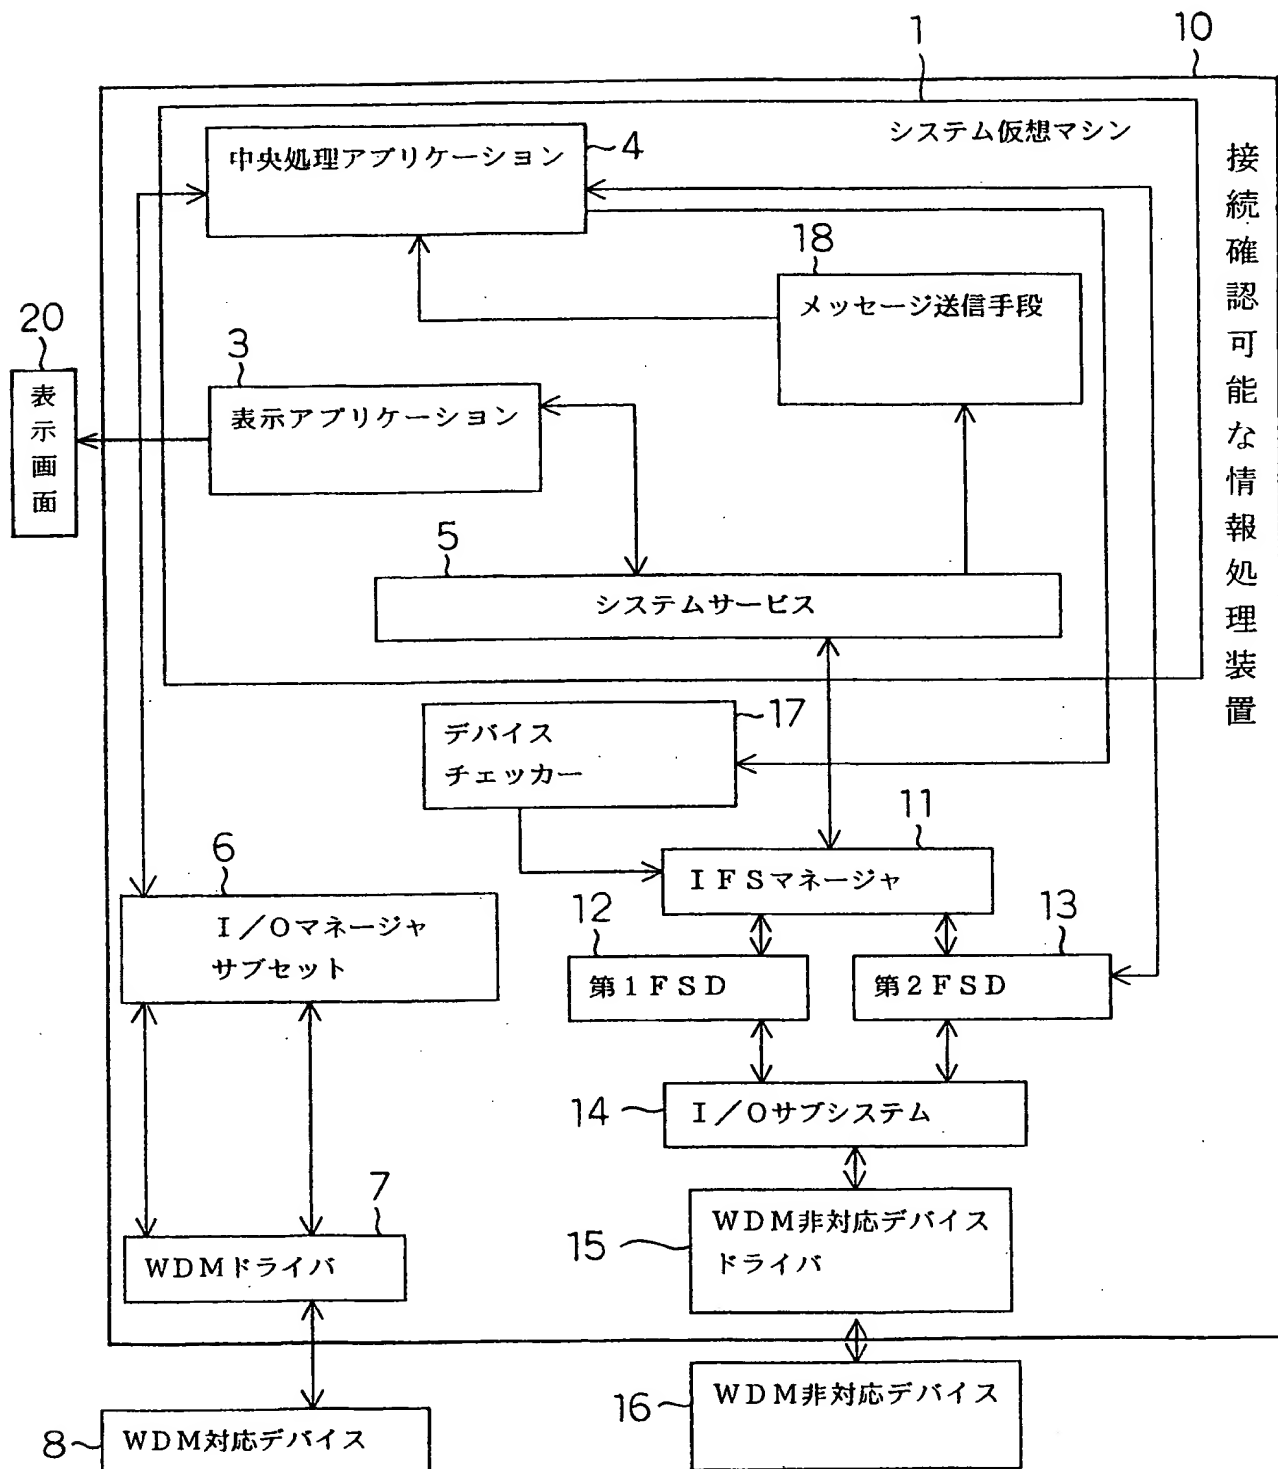 1
10
システム仮想マシン
接続確認可能な情報処理装置
中央処理アプリケーション
4
18
メッセージ送信手段
20
表示画面
3
表示アプリケーション
5
システムサービス
17
デバイス
チェッカー
11
IFSマネージャ
6
I/Oマネージャ
サブセット
12
第1FSD
13
第2FSD
14
I/Oサブシステム
7
WDMドライバ
15
WDM非対応デバイス
ドライバ
16
WDM非対応デバイス
8
WDM対応デバイス